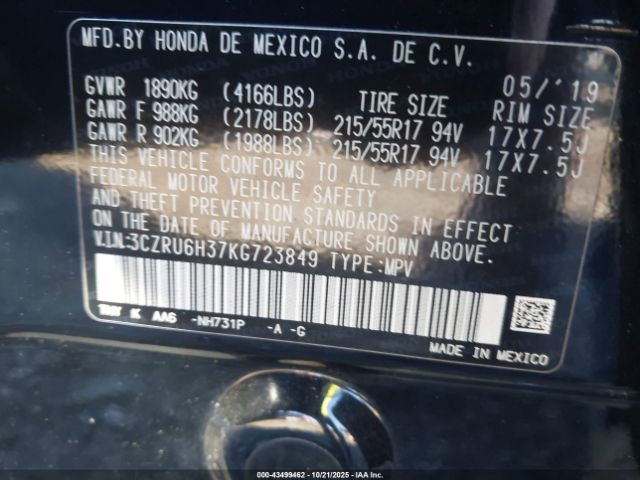 MFD. BY HONDA DE MEXICO S.A. DE C.V.
GVWR 1890KG (4166LBS) 05/'19
GAWR F 988KG (2178LBS) TIRE SIZE RIM SIZE
GAWR R 902KG (1988LBS) 215/55R17 94V 17X7.5J
215/55R17 94V 17X7.5J
THIS VEHICLE CONFORMS TO ALL APPLICABLE
FEDERAL MOTOR VEHICLE SAFETY
AND THEFT PREVENTION STANDARDS IN EFFECT
ON THE DATE OF MANUFACTURE SHOWN ABOVE.
V.I.N.:3CZRU6H37KG723849 TYPE:MPV
K AA6 -NH731P -A -G
MADE IN MEXICO
000-43499462 - 10/21/2025 - IAAI.COM